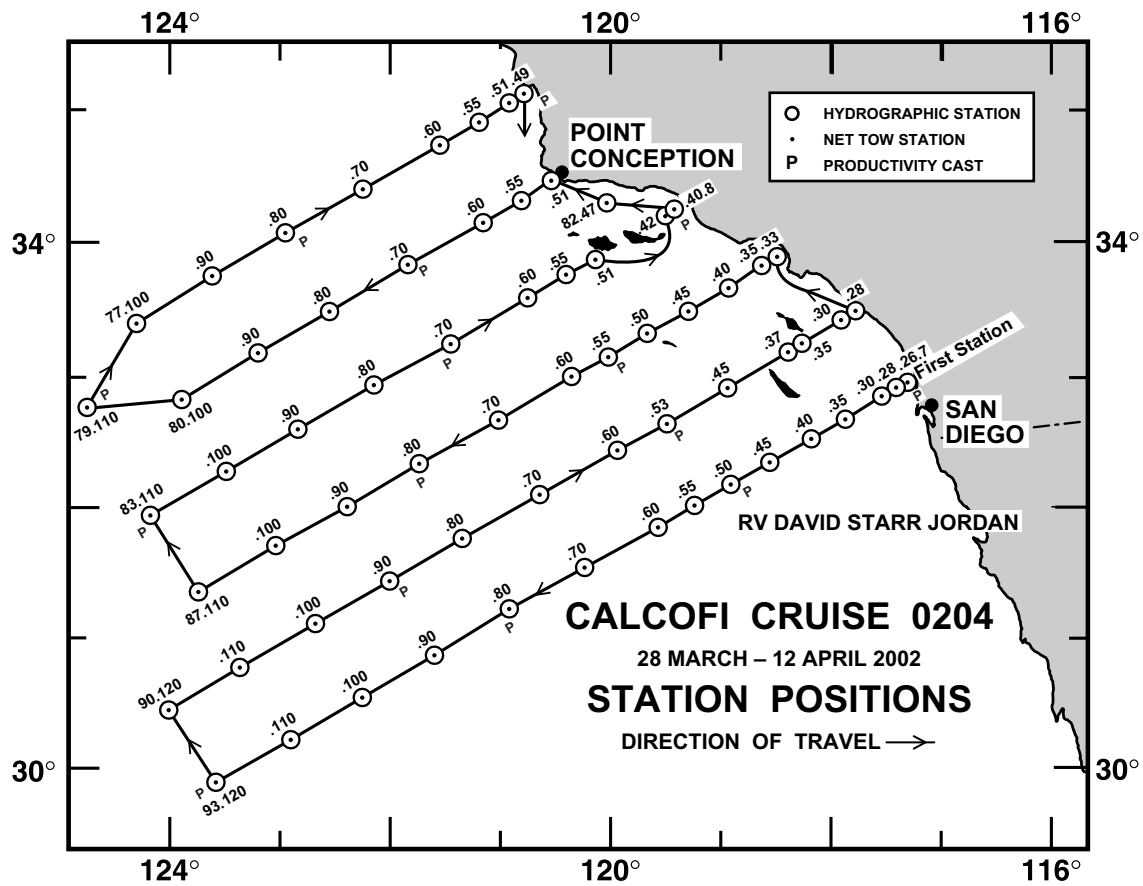 124° 120° 116°
.51 .49
P
.55
.60
.70
.80
P
.90
77.100
HYDROGRAPHIC STATION
NET TOW STATION
P PRODUCTIVITY CAST
POINT
CONCEPTION
34° 34°
.51
.55
.60
.70
P
.80
.90
80.100
P
79.110
82.47
.40.8
.42
P
.51
.55
.60
.70
.80
.90
.100
83.110
P
.33
.35
.40
.45
.50
.55
.60
.70
.80
P
.90
.100
87.110
.28
.30
.35
.37
.45
.53
P
.60
.70
.80
.90
P
.100
.110
90.120
First Station
.26.7
P
.28
.30
.35
.40
.45
.50
P
.55
.60
.70
.80
P
.90
.100
.110
P
93.120
SAN
DIEGO
RV DAVID STARR JORDAN
CALCOFI CRUISE 0204
28 MARCH – 12 APRIL 2002
STATION POSITIONS
DIRECTION OF TRAVEL
30° 30°
124° 120° 116°